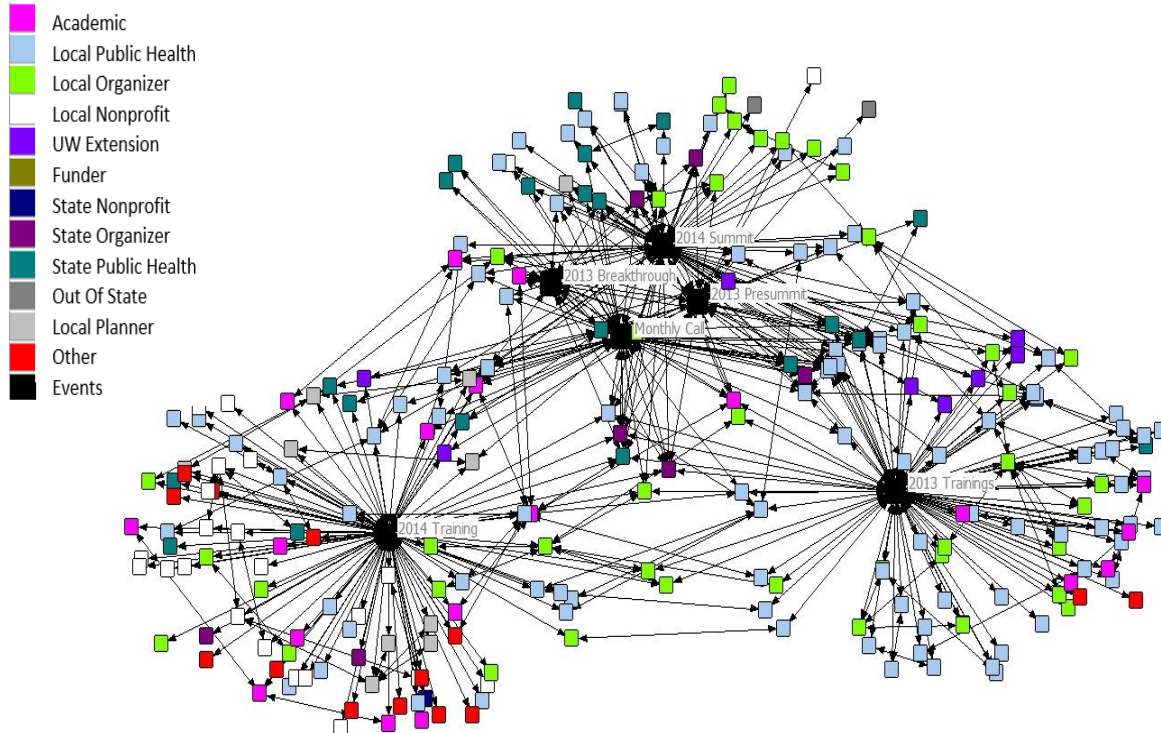 Academic
Local Public Health
Local Organizer
Local Nonprofit
UW Extension
Funder
State Nonprofit
State Organizer
State Public Health
Out Of State
Local Planner
Other
Events
2014 Summit
2013 Breakthrough
2013 Presummit
Monthly Call
2013 Trainings
2014 Training